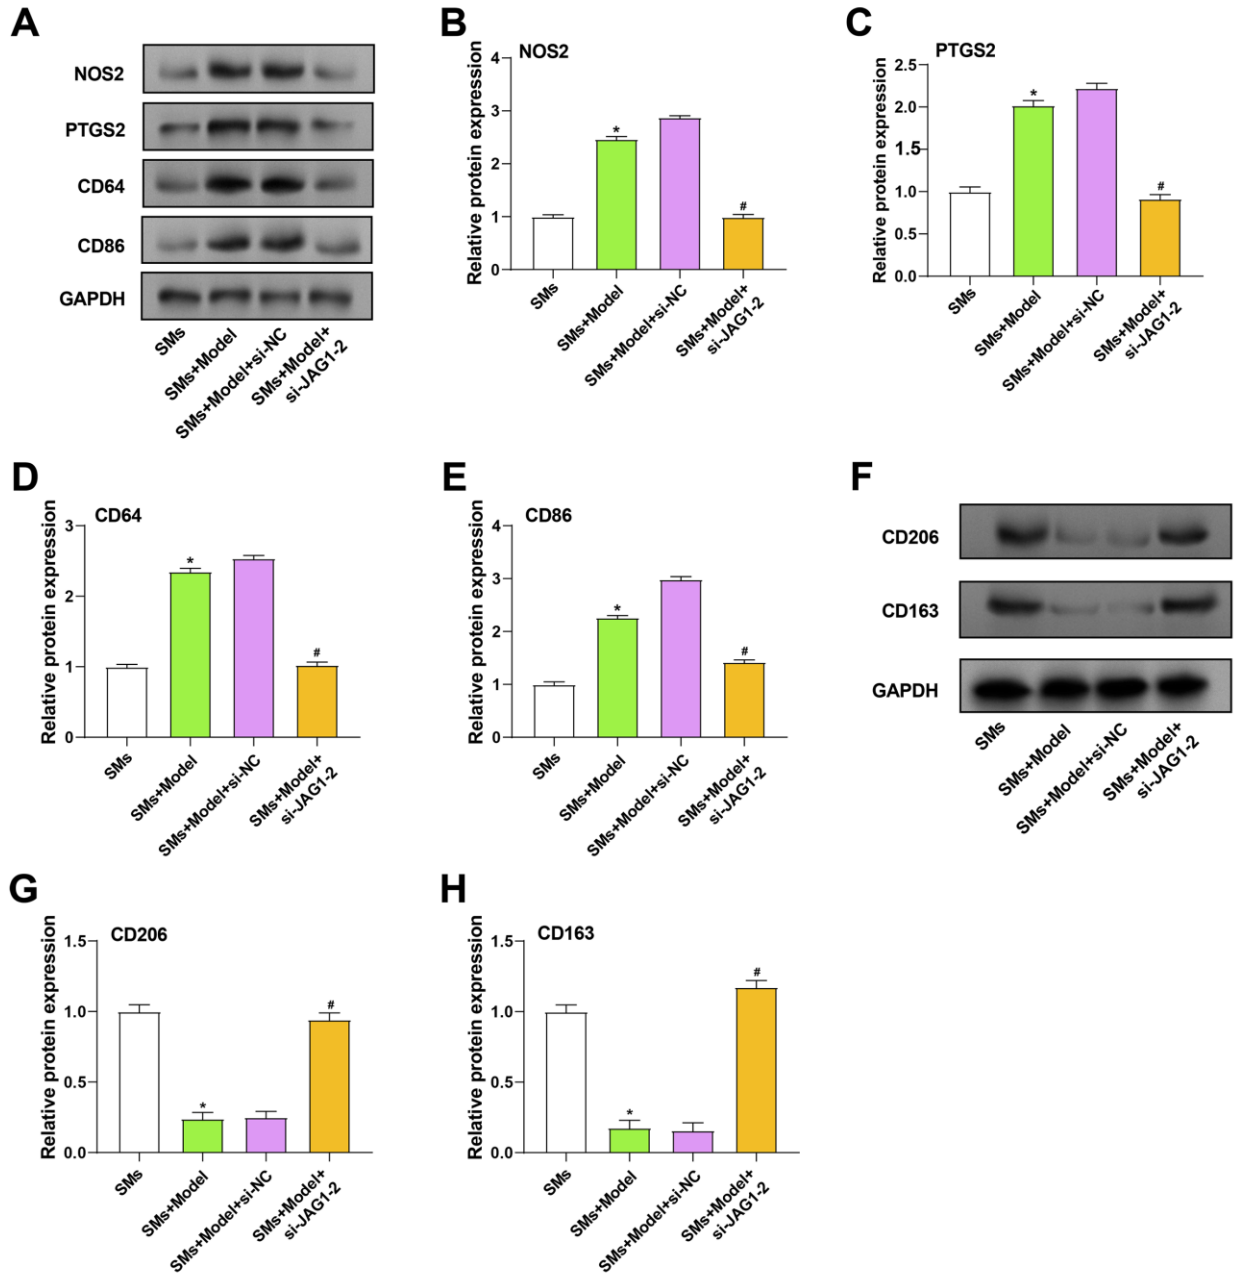 A
NOS2
PTGS2
CD64
CD86
GAPDH
SMs
SMs+Model
SMs+Model+si-NC
SMs+Model+
si-JAG1-2
B
NOS2
Relative protein expression
4
3
2
1
0
SMs
SMs+Model
SMs+Model+si-NC
SMs+Model+
si-JAG1-2
*
#
C
PTGS2
Relative protein expression
2.5
2.0
1.5
1.0
0.5
0.0
SMs
SMs+Model
SMs+Model+si-NC
SMs+Model+
si-JAG1-2
*
#
D
CD64
Relative protein expression
3
2
1
0
SMs
SMs+Model
SMs+Model+si-NC
SMs+Model+
si-JAG1-2
*
#
E
CD86
Relative protein expression
4
3
2
1
0
SMs
SMs+Model
SMs+Model+si-NC
SMs+Model+
si-JAG1-2
*
#
F
CD206
CD163
GAPDH
SMs
SMs+Model
SMs+Model+si-NC
SMs+Model+
si-JAG1-2
G
CD206
Relative protein expression
1.5
1.0
0.5
0.0
SMs
SMs+Model
SMs+Model+si-NC
SMs+Model+
si-JAG1-2
*
#
H
CD163
Relative protein expression
1.5
1.0
0.5
0.0
SMs
SMs+Model
SMs+Model+si-NC
SMs+Model+
si-JAG1-2
*
#